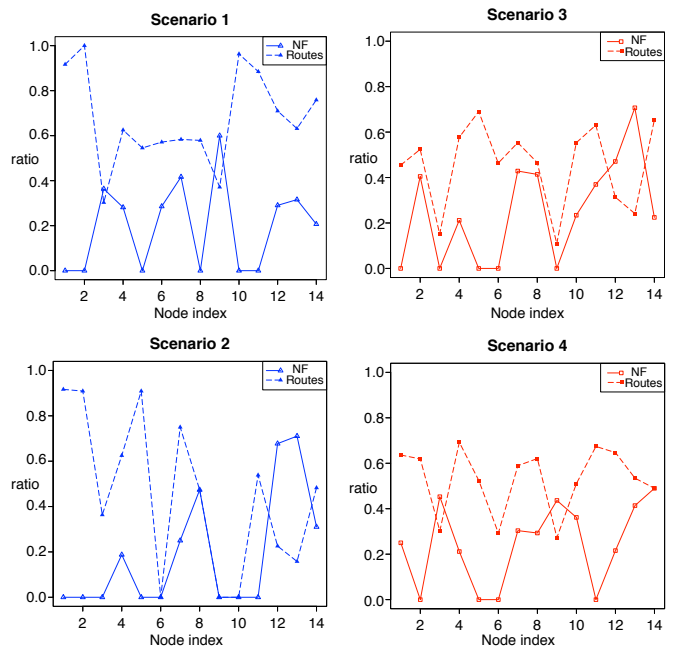 Scenario 1
NF
Routes
1.0
0.8
0.6
ratio
0.4
0.2
0.0
2 4 6 8 10 12 14
Node index
Scenario 3
NF
Routes
1.0
0.8
0.6
ratio
0.4
0.2
0.0
2 4 6 8 10 12 14
Node index
Scenario 2
NF
Routes
1.0
0.8
0.6
ratio
0.4
0.2
0.0
2 4 6 8 10 12 14
Node index
Scenario 4
NF
Routes
1.0
0.8
0.6
ratio
0.4
0.2
0.0
2 4 6 8 10 12 14
Node index